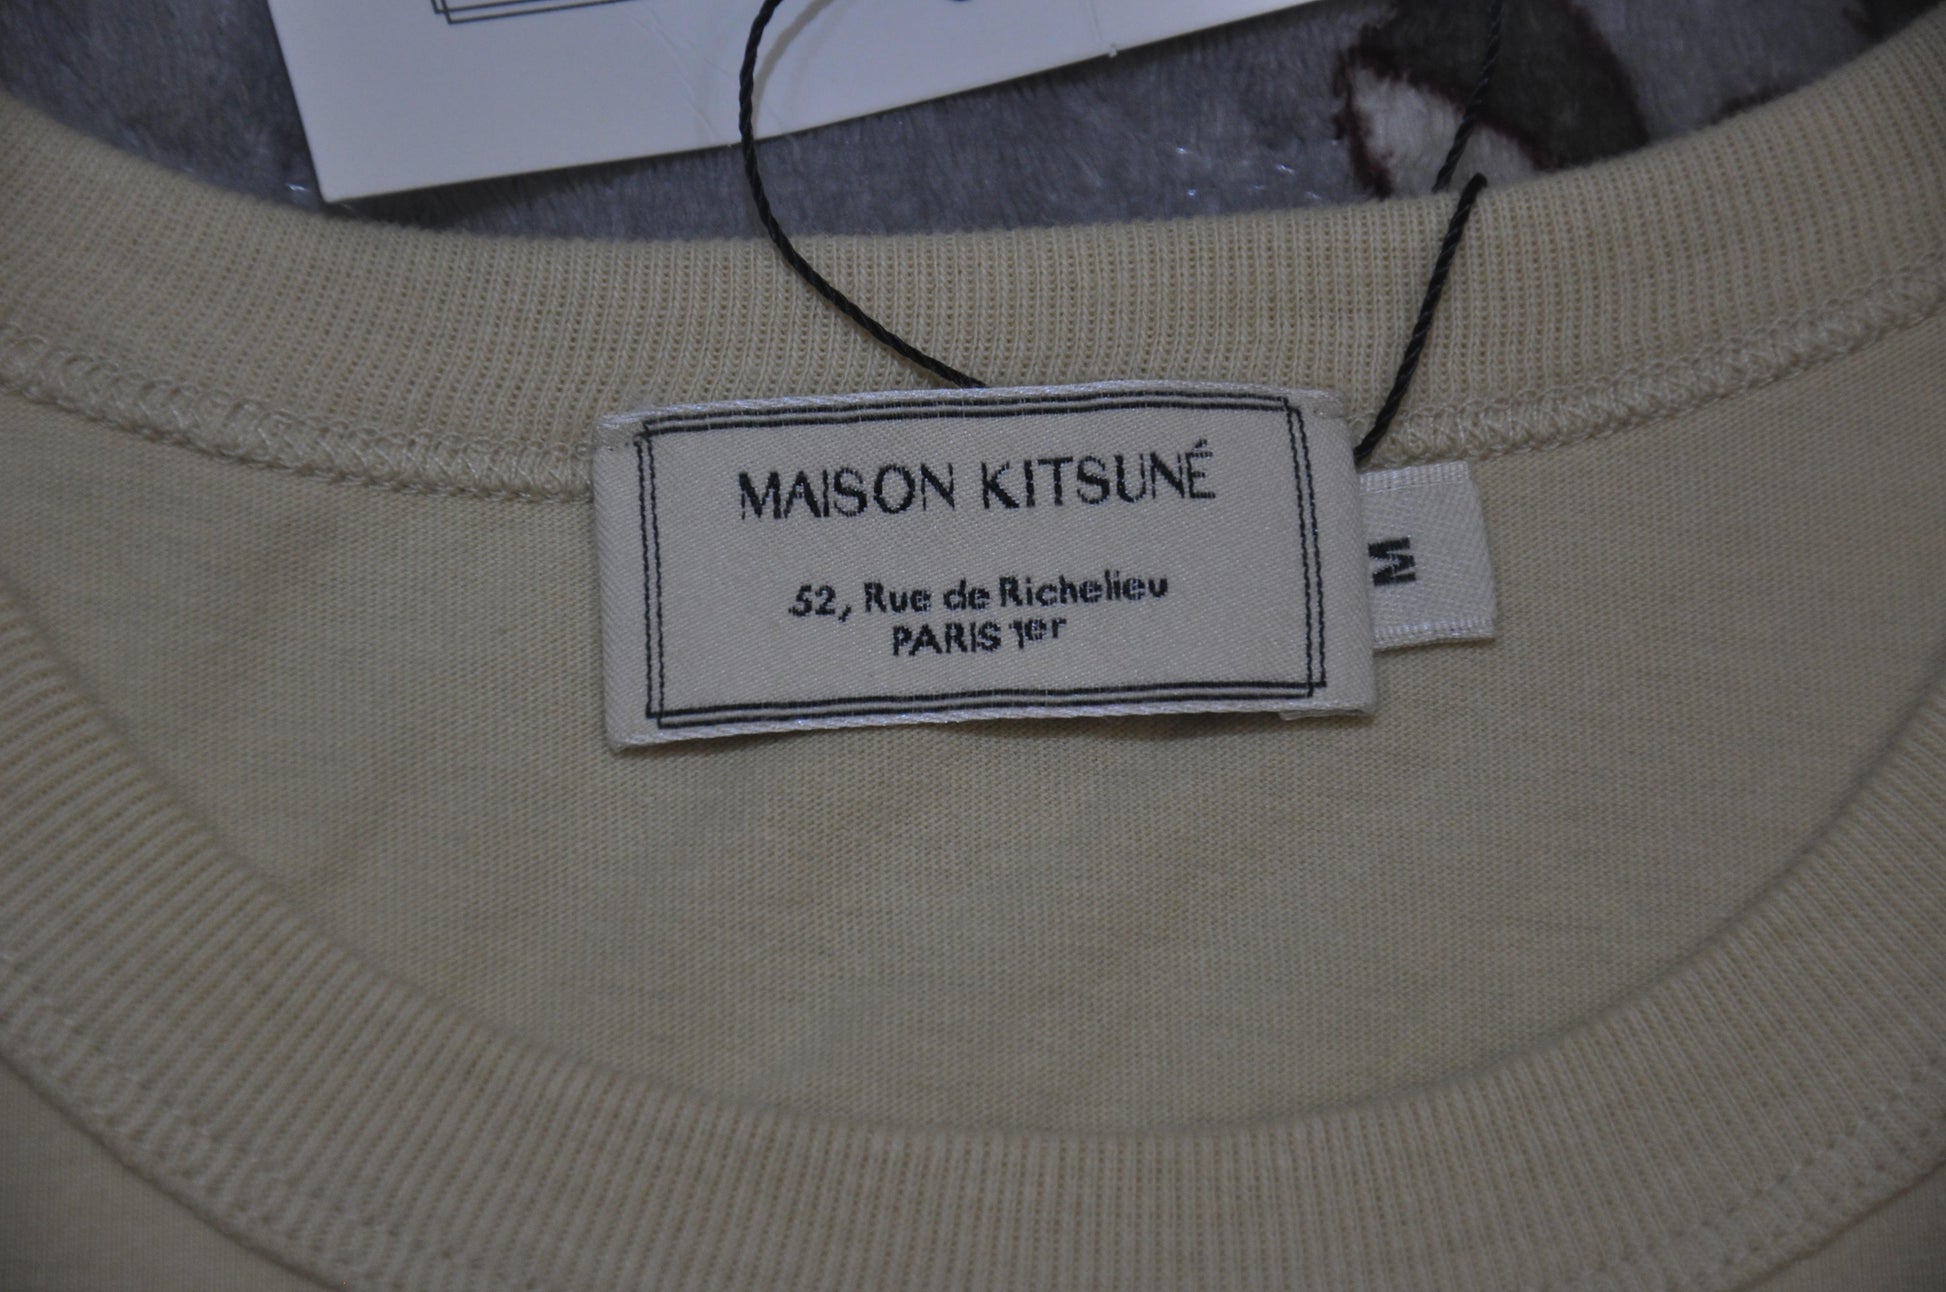 MAISON KITSUNÉ
52, Rue de Richelieu
PARIS 1er
M